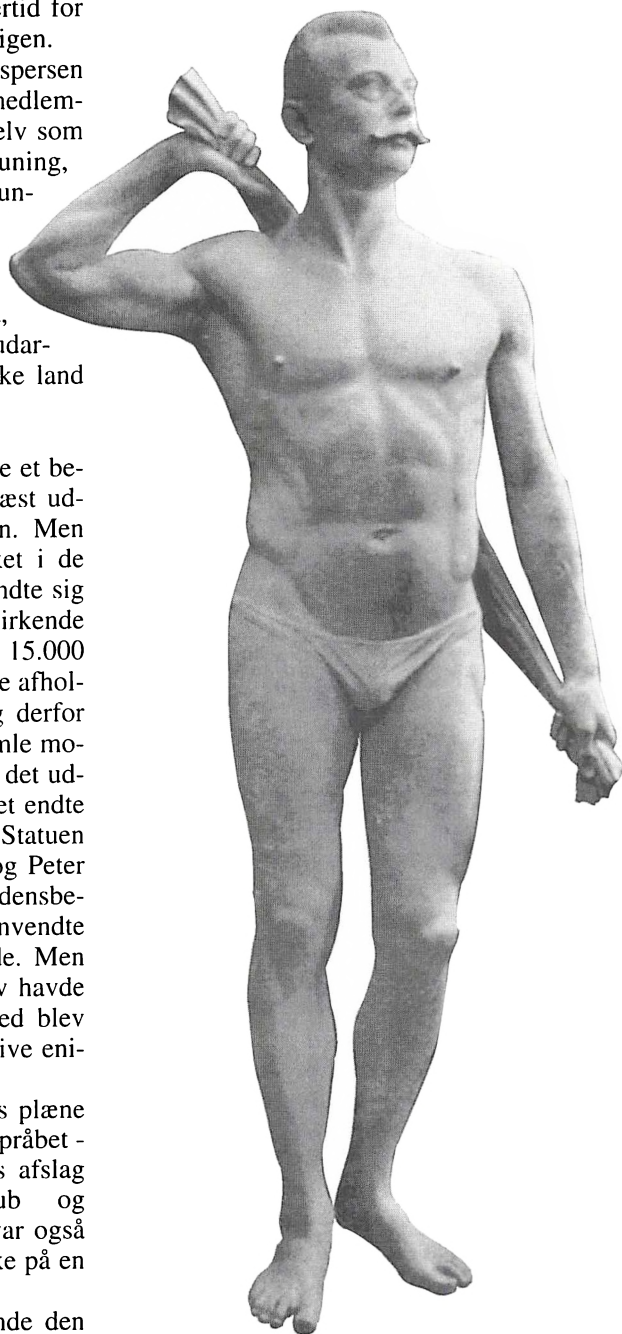 ertid for
igen.
spersen
nedlem-
elv som
uning,
un-
,
udar-
ke land
e et be-
æst ud-
n. Men
ket i de
ndte sig
irkende
15.000
e afhol-
g derfor
mle mo-
det ud-
et endte
Statuen
og Peter
densbe-
nvendte
le. Men
v havde
ed blev
ive eni-
s plæne
pråbet -
s afslag
ub og
var også
ke på en
nde den